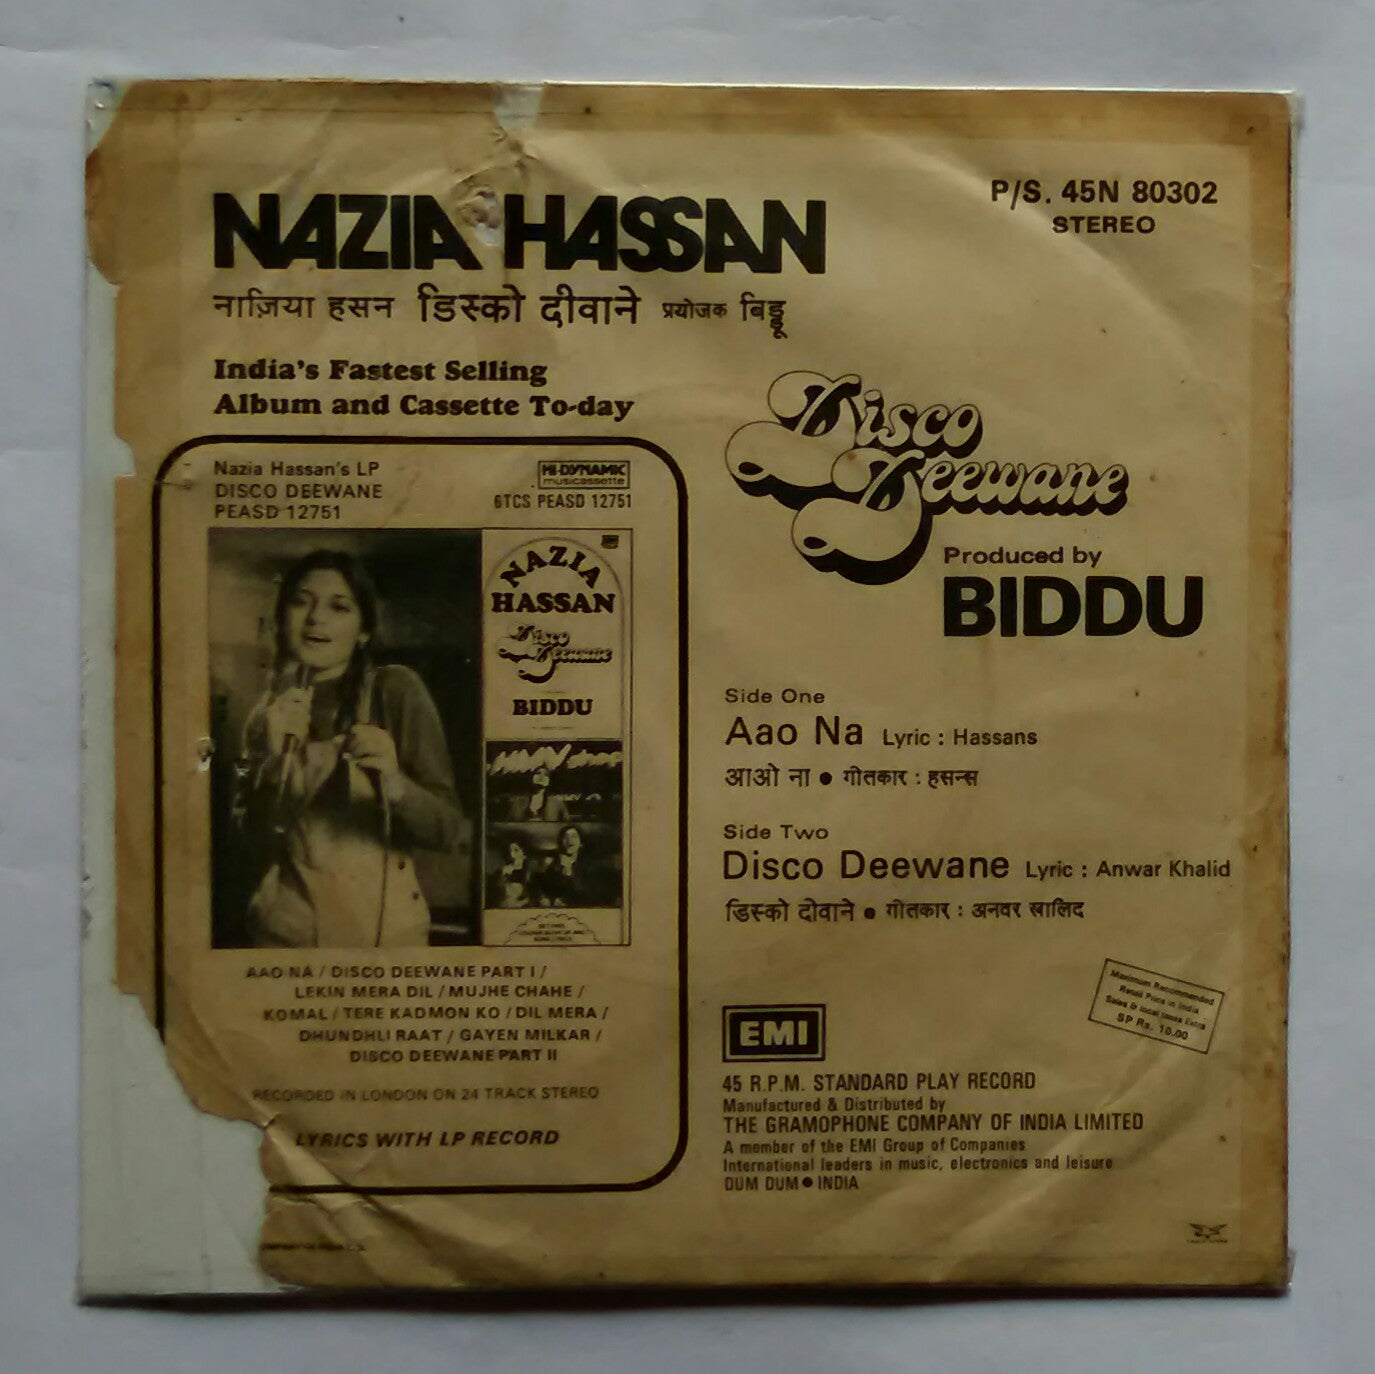 NAZIA HASSAN
नाज़िया हसन डिस्को दीवाने प्रयोजक बिड्डू
P/S. 45N 80302
STEREO
India's Fastest Selling
Album and Cassette To-day
Nazia Hassan's LP
DISCO DEEWANE
PEASD 12751
HI-DYNAMIC
musicassette
6TCS PEASD 12751
NAZIA
HASSAN
Disco
Deewane
BIDDU
AAO NA / DISCO DEEWANE PART I /
LEKIN MERA DIL / MUJHE CHAHE /
KOMAL / TERE KADMON KO / DIL MERA /
DHUNDHLI RAAT / GAYEN MILKAR /
DISCO DEEWANE PART II
RECORDED IN LONDON ON 24 TRACK STEREO
LYRICS WITH LP RECORD
Disco
Deewane
Produced by
BIDDU
Side One
Aao Na Lyric : Hassans
आओ ना ● गीतकार : हसन्स
Side Two
Disco Deewane Lyric : Anwar Khalid
डिस्को दीवाने ● गीतकार : अनवर खालिद
Maximum Recommended
Retail Price in India
Sales & local taxes Extra
SP Rs. 10.00
EMI
45 R.P.M. STANDARD PLAY RECORD
Manufactured & Distributed by
THE GRAMOPHONE COMPANY OF INDIA LIMITED
A member of the EMI Group of Companies
International leaders in music, electronics and leisure
DUM DUM ● INDIA